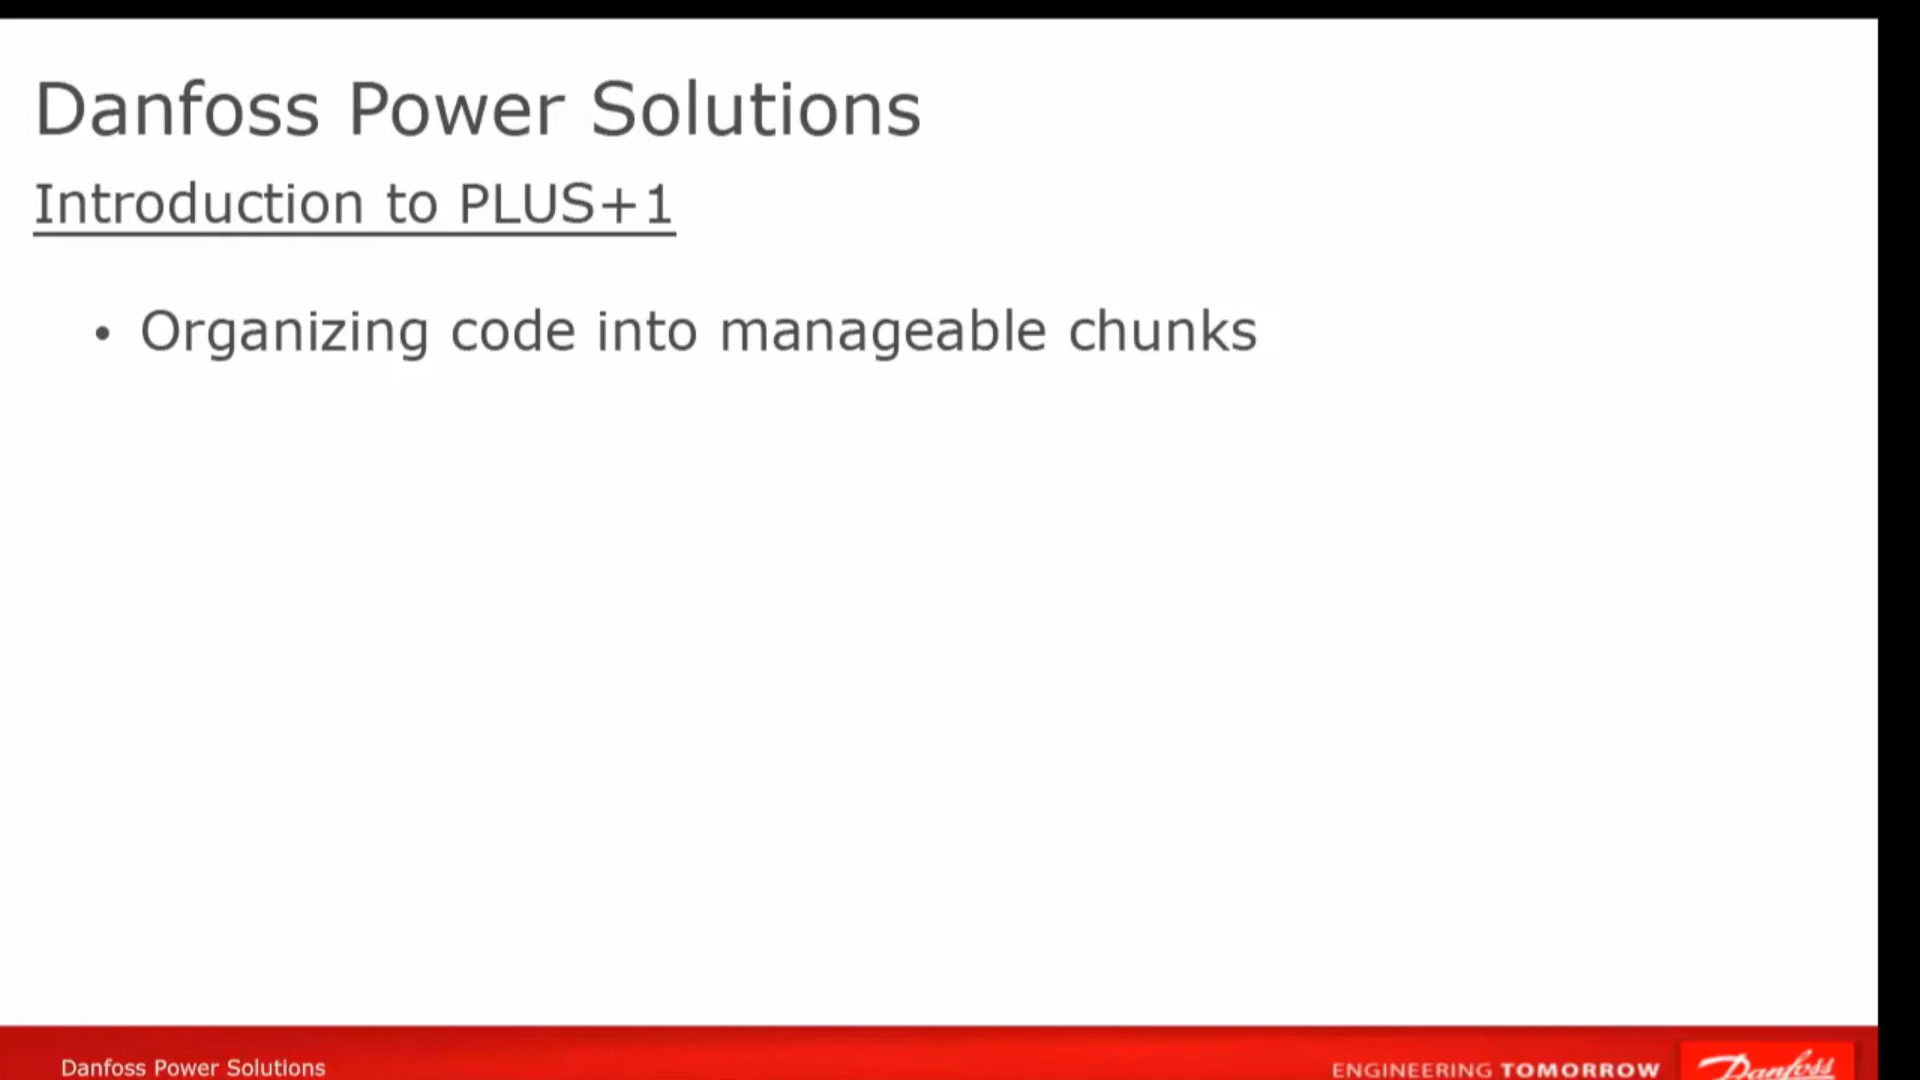 Danfoss Power Solutions
Introduction to PLUS+1
• Organizing code into manageable chunks
Danfoss Power Solutions
ENGINEERING TOMORROW
Danfoss